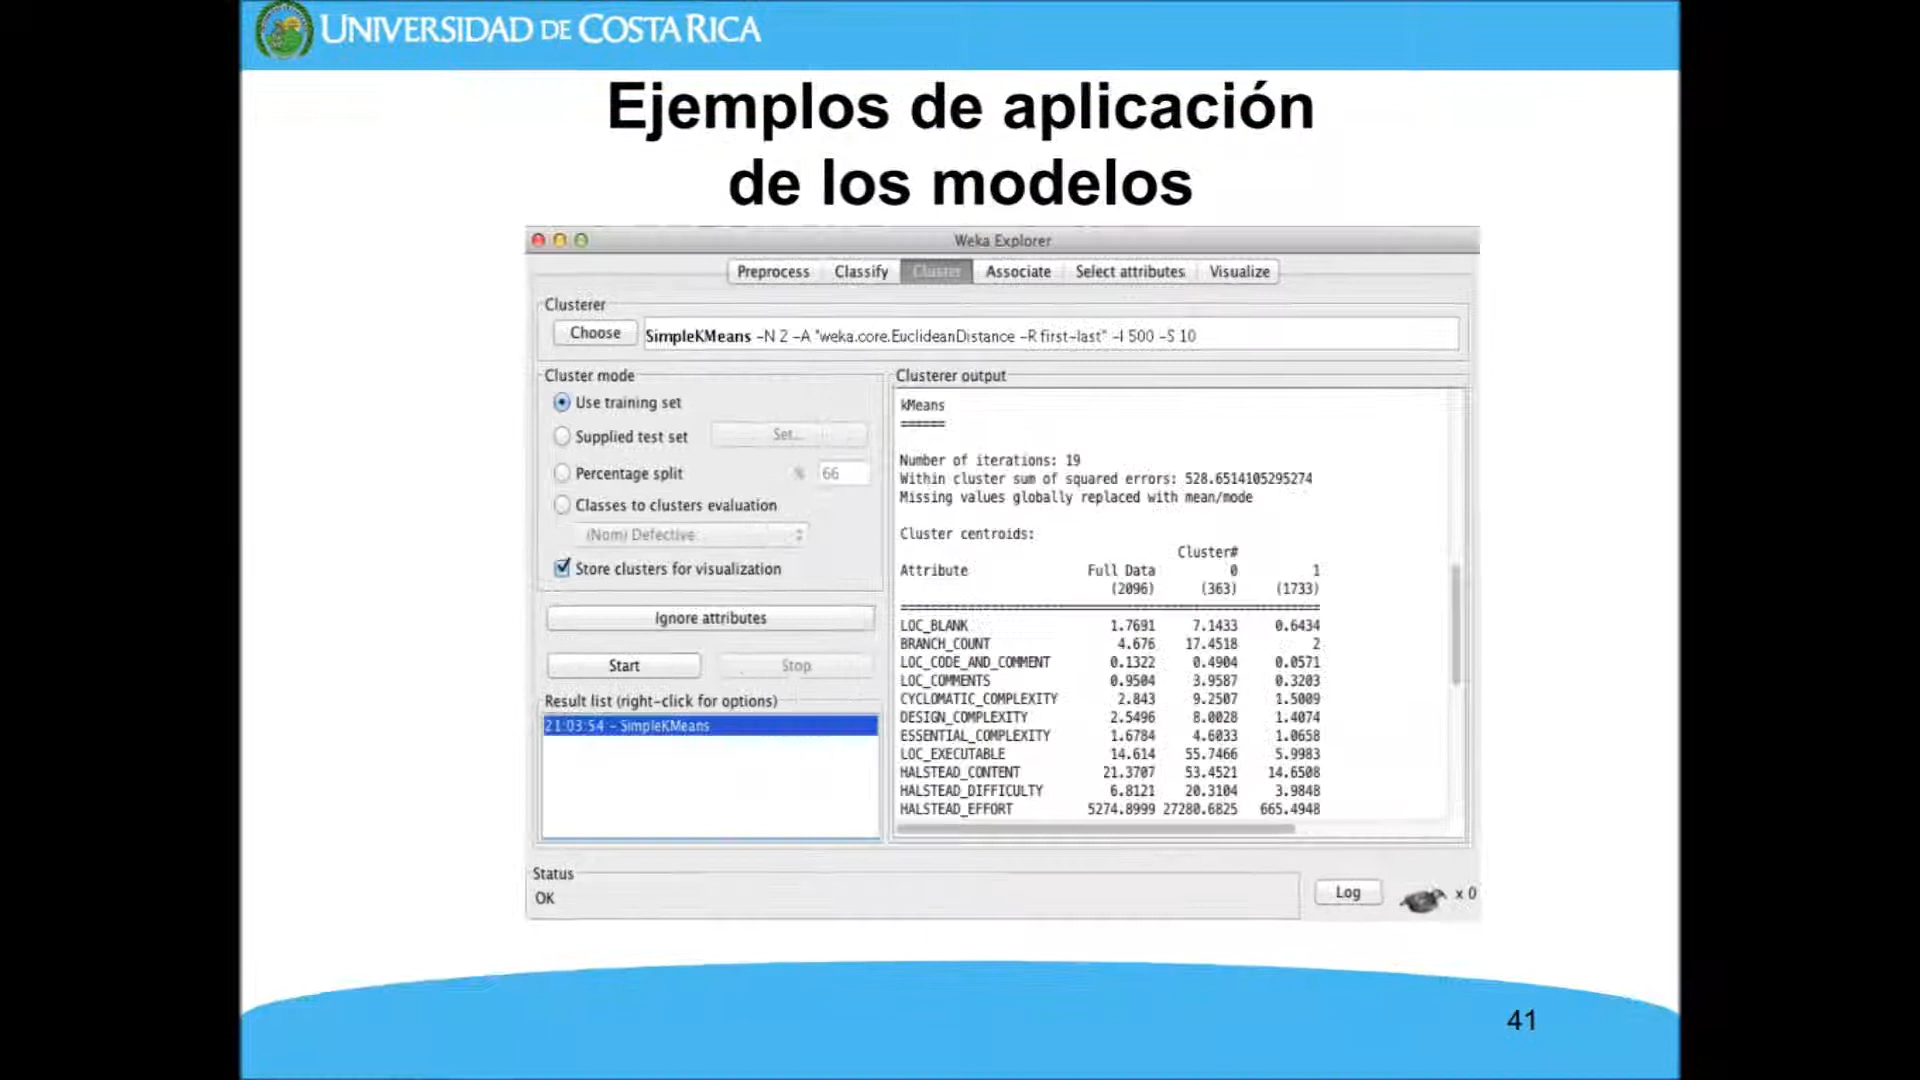 UNIVERSIDAD DE COSTA RICA
Ejemplos de aplicación
de los modelos
Weka Explorer
Preprocess Classify Cluster Associate Select attributes Visualize
Clusterer
Choose SimpleKMeans -N 2 -A "weka.core.EuclideanDistance -R first-last" -I 500 -S 10
Cluster mode
Use training set
Supplied test set Set...
Percentage split % 66
Classes to clusters evaluation
(Nom) Defective
Store clusters for visualization
Ignore attributes
Start Stop
Result list (right-click for options)
21:03:54 - SimpleKMeans
Clusterer output
kMeans
======
Number of iterations: 19
Within cluster sum of squared errors: 528.6514105295274
Missing values globally replaced with mean/mode
Cluster centroids:
Cluster#
Attribute Full Data 0 1
(2096) (363) (1733)
LOC_BLANK 1.7691 7.1433 0.6434
BRANCH_COUNT 4.676 17.4518 2
LOC_CODE_AND_COMMENT 0.1322 0.4904 0.0571
LOC_COMMENTS 0.9504 3.9587 0.3203
CYCLOMATIC_COMPLEXITY 2.843 9.2507 1.5009
DESIGN_COMPLEXITY 2.5496 8.0028 1.4074
ESSENTIAL_COMPLEXITY 1.6784 4.6033 1.0658
LOC_EXECUTABLE 14.614 55.7466 5.9983
HALSTEAD_CONTENT 21.3707 53.4521 14.6508
HALSTEAD_DIFFICULTY 6.8121 20.3104 3.9848
HALSTEAD_EFFORT 5274.8999 27280.6825 665.4948
Status
OK
Log x 0
41